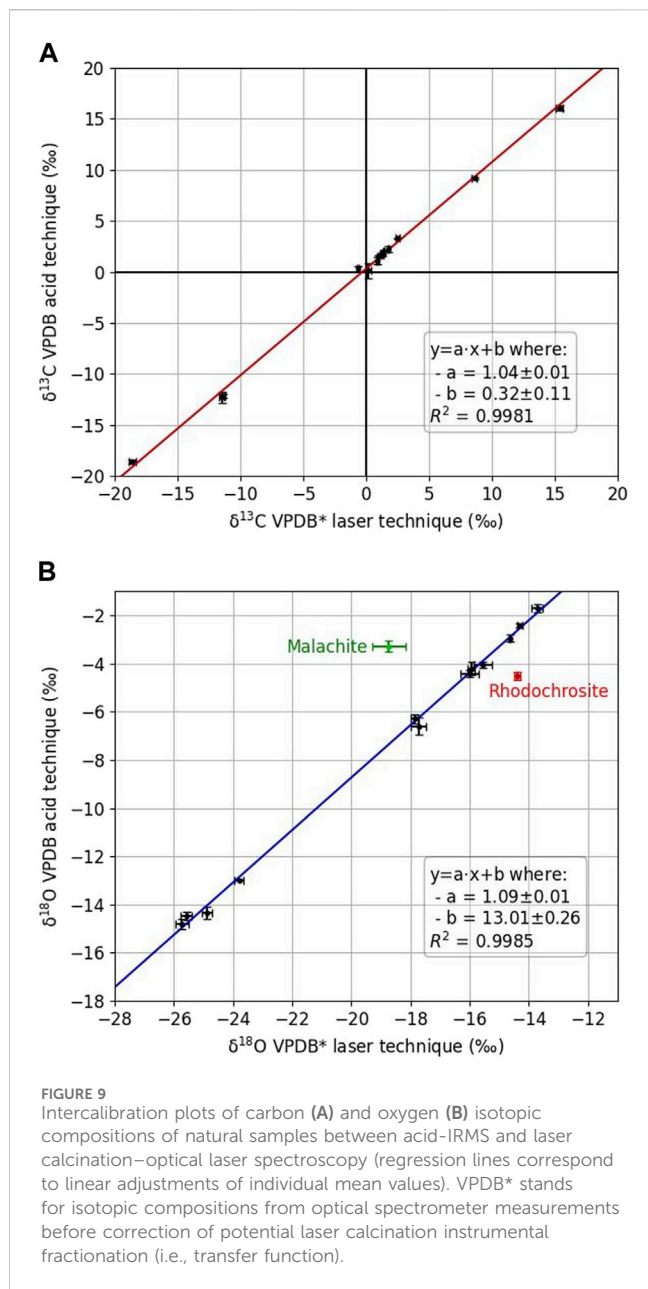 A
20
15
10
5
0
−5
−10
−15
−20
δ¹³C VPDB acid technique (‰)
y=a·x+b where:
- a = 1.04±0.01
- b = 0.32±0.11
R² = 0.9981
−20 −15 −10 −5 0 5 10 15 20
δ¹³C VPDB* laser technique (‰)
B
−2
−4
−6
−8
−10
−12
−14
−16
−18
δ¹⁸O VPDB acid technique (‰)
Malachite
Rhodochrosite
y=a·x+b where:
- a = 1.09±0.01
- b = 13.01±0.26
R² = 0.9985
−28 −26 −24 −22 −20 −18 −16 −14 −12
δ¹⁸O VPDB* laser technique (‰)
FIGURE 9
Intercalibration plots of carbon (A) and oxygen (B) isotopic
compositions of natural samples between acid-IRMS and laser
calcination–optical laser spectroscopy (regression lines correspond
to linear adjustments of individual mean values). VPDB* stands
for isotopic compositions from optical spectrometer measurements
before correction of potential laser calcination instrumental
fractionation (i.e., transfer function).